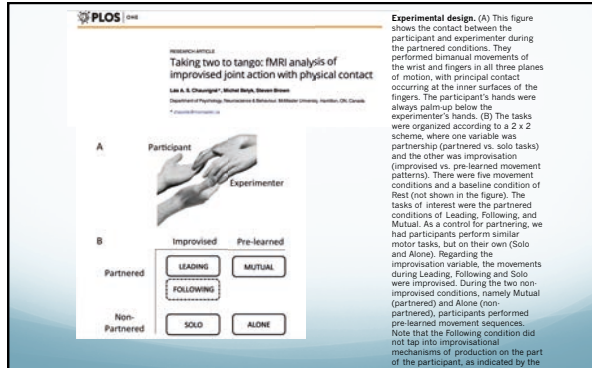 PLOS | ONE
RESEARCH ARTICLE
Taking two to tango: fMRI analysis of
improvised joint action with physical contact
Léa A. S. Chauvigné*, Michel Belyk, Steven Brown
Department of Psychology, Neuroscience & Behaviour, McMaster University, Hamilton, ON, Canada
A
Participant
Experimenter
B
Improvised Pre-learned
Partnered
LEADING MUTUAL
FOLLOWING
Non-
Partnered
SOLO ALONE
Experimental design. (A) This figure
shows the contact between the
participant and experimenter during
the partnered conditions. They
performed bimanual movements of
the wrist and fingers in all three planes
of motion, with principal contact
occurring at the inner surfaces of the
fingers. The participant's hands were
always palm-up below the
experimenter's hands. (B) The tasks
were organized according to a 2 x 2
scheme, where one variable was
partnership (partnered vs. solo tasks)
and the other was improvisation
(improvised vs. pre-learned movement
patterns). There were five movement
conditions and a baseline condition of
Rest (not shown in the figure). The
tasks of interest were the partnered
conditions of Leading, Following, and
Mutual. As a control for partnering, we
had participants perform similar
motor tasks, but on their own (Solo
and Alone). Regarding the
improvisation variable, the movements
during Leading, Following and Solo
were improvised. During the two non-
improvised conditions, namely Mutual
(partnered) and Alone (non-
partnered), participants performed
pre-learned movement sequences.
Note that the Following condition did
not tap into improvisational
mechanisms of production on the part
of the participant, as indicated by the